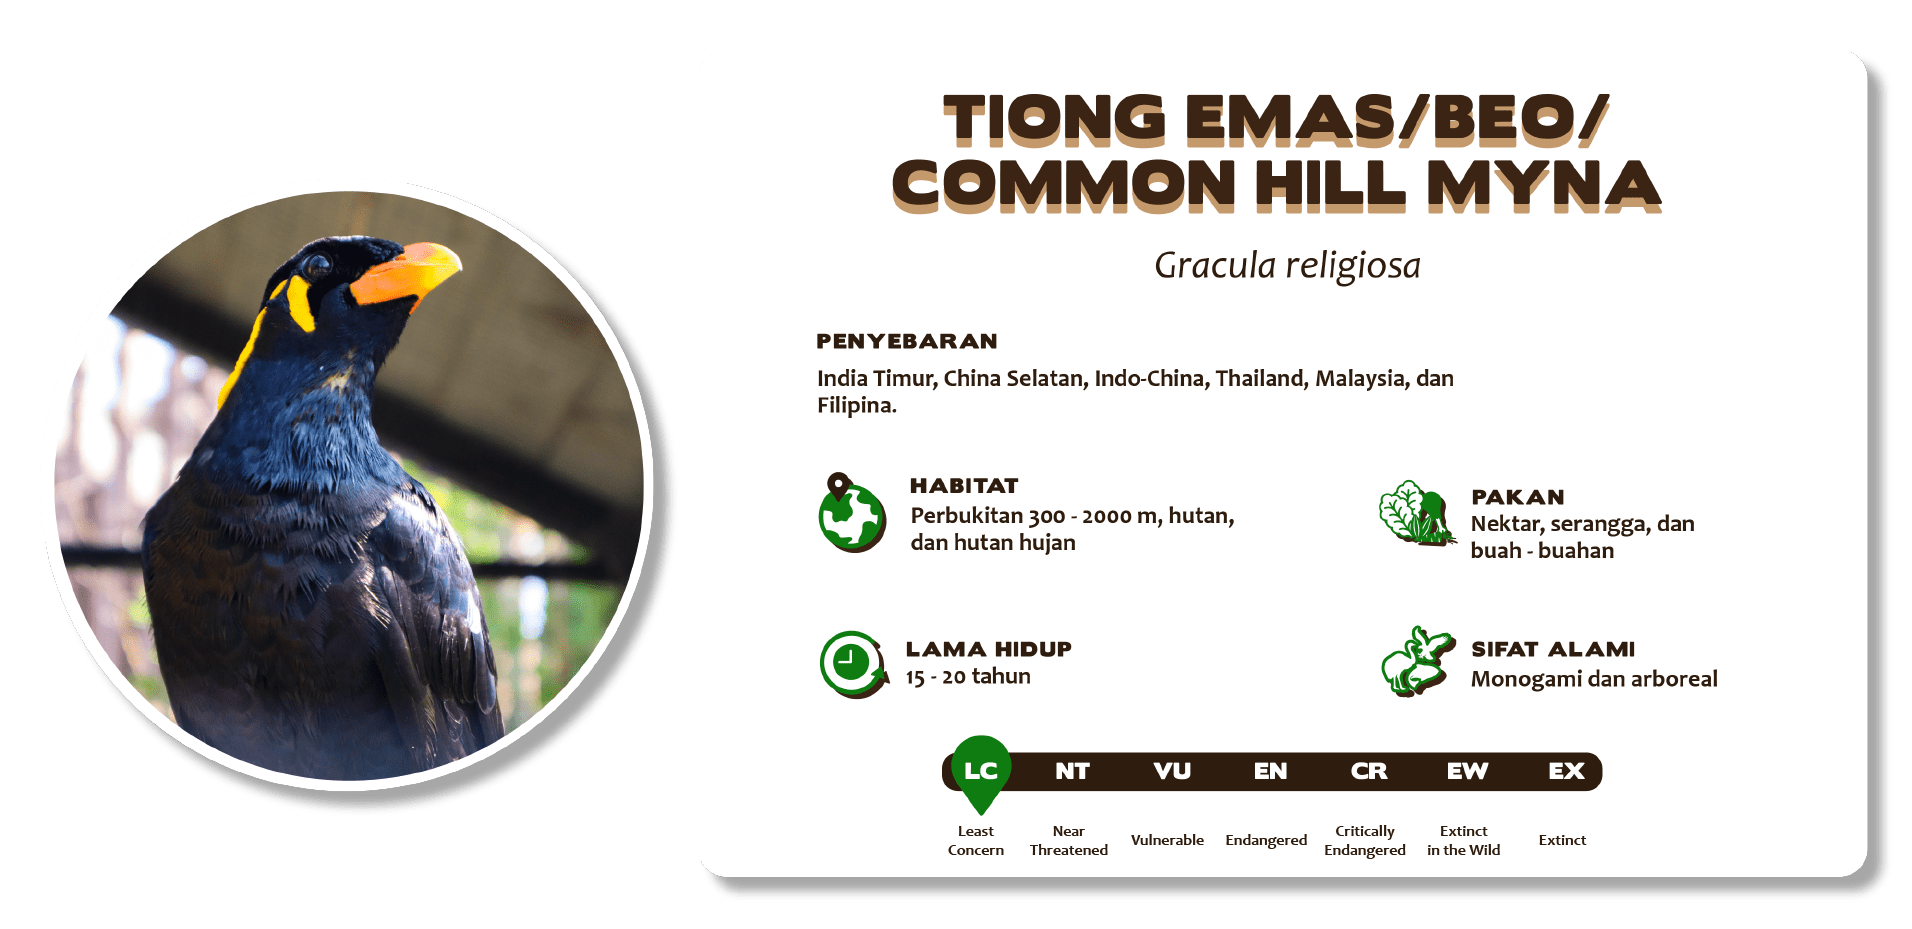 TIONG EMAS/BEO/
COMMON HILL MYNA
Gracula religiosa
PENYEBARAN
India Timur, China Selatan, Indo-China, Thailand, Malaysia, dan
Filipina.
HABITAT
Perbukitan 300 - 2000 m, hutan,
dan hutan hujan
PAKAN
Nektar, serangga, dan
buah - buahan
LAMA HIDUP
15 - 20 tahun
SIFAT ALAMI
Monogami dan arboreal
LC NT VU EN CR EW EX
Least
Concern
Near
Threatened
Vulnerable
Endangered
Critically
Endangered
Extinct
in the Wild
Extinct